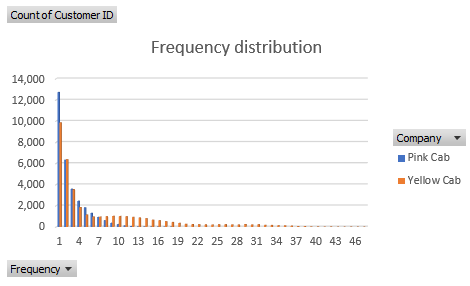 Count of Customer ID
Frequency distribution
14,000
12,000
10,000
8,000
6,000
4,000
2,000
0
1 4 7 10 13 16 19 22 25 28 31 34 37 40 43 46
Company
Pink Cab
Yellow Cab
Frequency